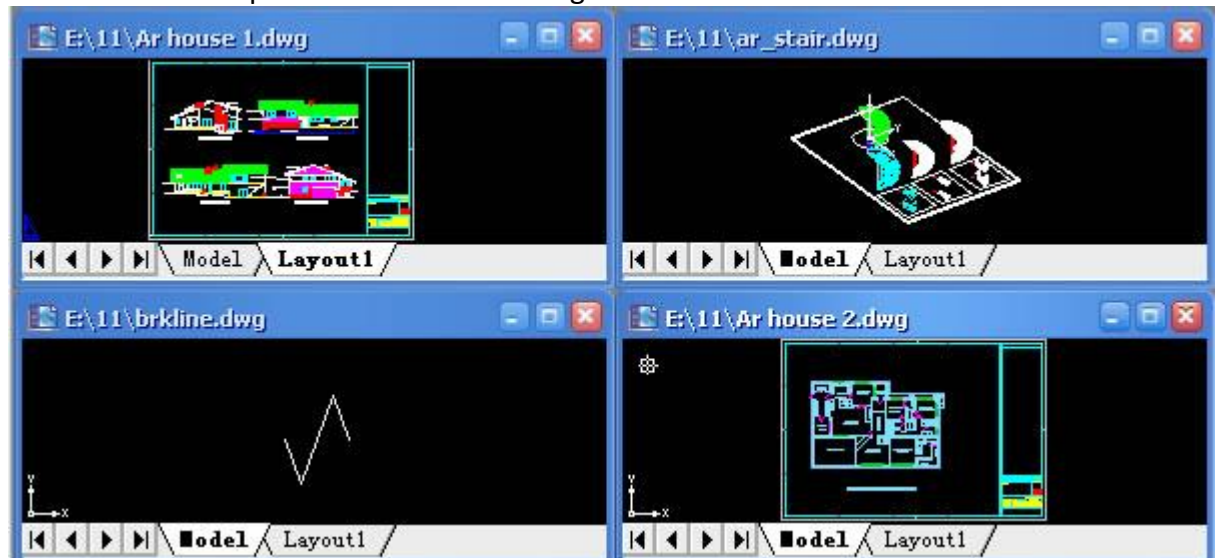 E:\11\Ar house 1.dwg
E:\11\ar_stair.dwg
Model Layout1
Model Layout1
E:\11\brkline.dwg
E:\11\Ar house 2.dwg
Y
X
Model Layout1
Y
X
Model Layout1